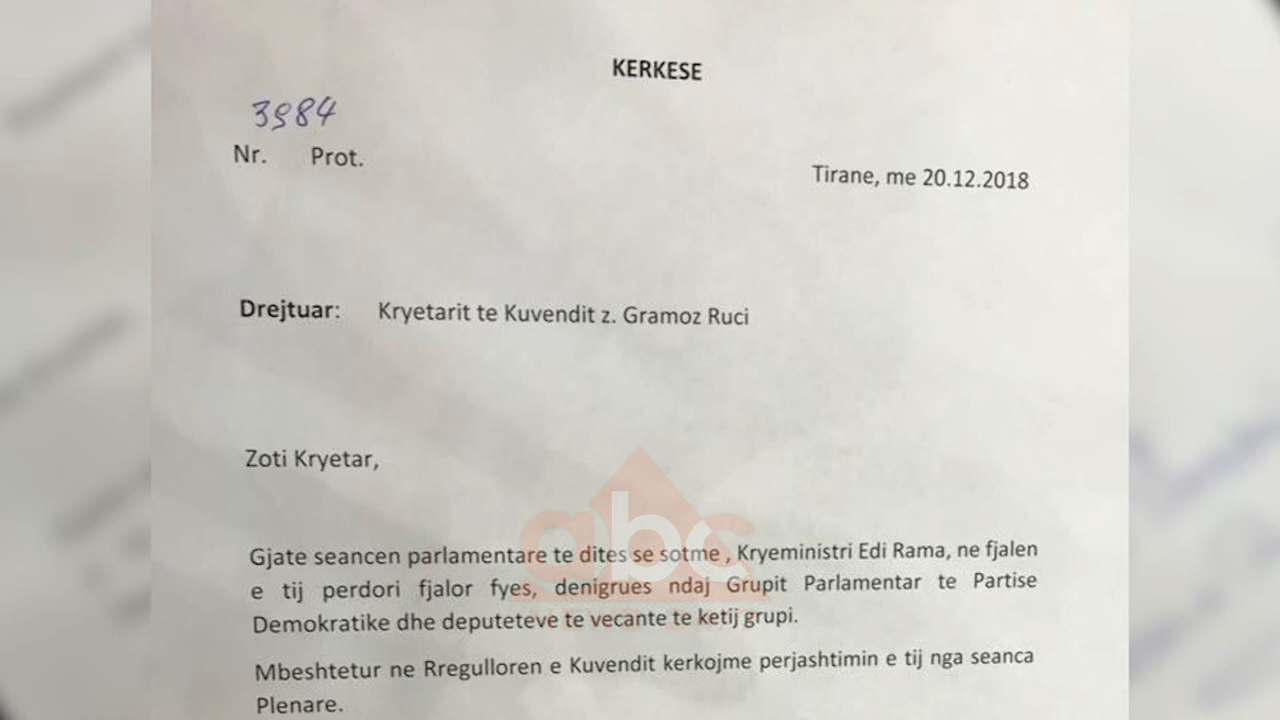 KERKESE
3984
Nr. Prot.
Tirane, me 20.12.2018
Drejtuar: Kryetarit te Kuvendit z. Gramoz Ruci
Zoti Kryetar,
abc
Gjate seancen parlamentare te dites se sotme , Kryeministri Edi Rama, ne fjalen
e tij perdori fjalor fyes, denigrues ndaj Grupit Parlamentar te Partise
Demokratike dhe deputeteve te vecante te ketij grupi.
Mbeshtetur ne Rregulloren e Kuvendit kerkojme perjashtimin e tij nga seanca
Plenare.